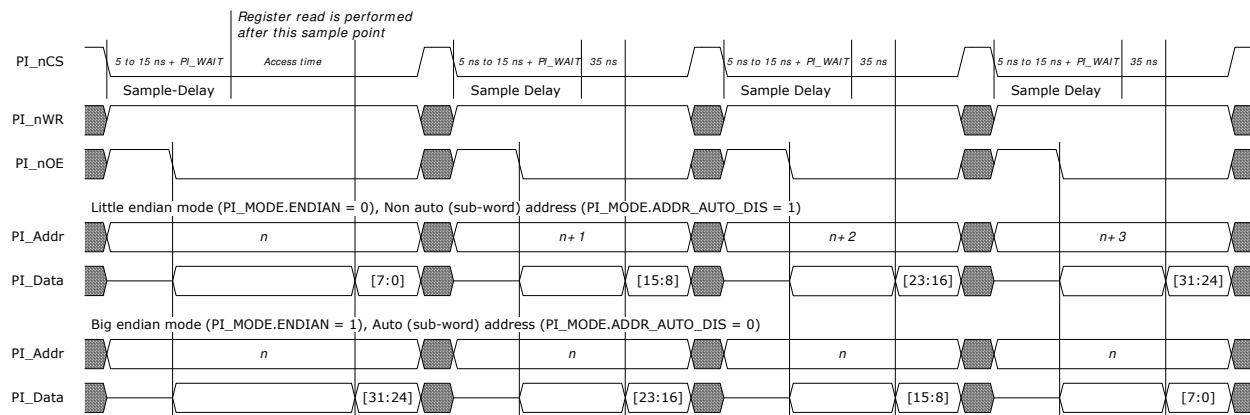 Register read is performed
after this sample point
PI_nCS 5 to 15 ns + PI_WAIT Access time 5 ns to 15 ns + PI_WAIT 35 ns 5 ns to 15 ns + PI_WAIT 35 ns 5 ns to 15 ns + PI_WAIT 35 ns
Sample-Delay Sample Delay Sample Delay Sample Delay
PI_nWR
PI_nOE
Little endian mode (PI_MODE.ENDIAN = 0), Non auto (sub-word) address (PI_MODE.ADDR_AUTO_DIS = 1)
PI_Addr n n+1 n+2 n+3
PI_Data [7:0] [15:8] [23:16] [31:24]
Big endian mode (PI_MODE.ENDIAN = 1), Auto (sub-word) address (PI_MODE.ADDR_AUTO_DIS = 0)
PI_Addr n n n n
PI_Data [31:24] [23:16] [15:8] [7:0]